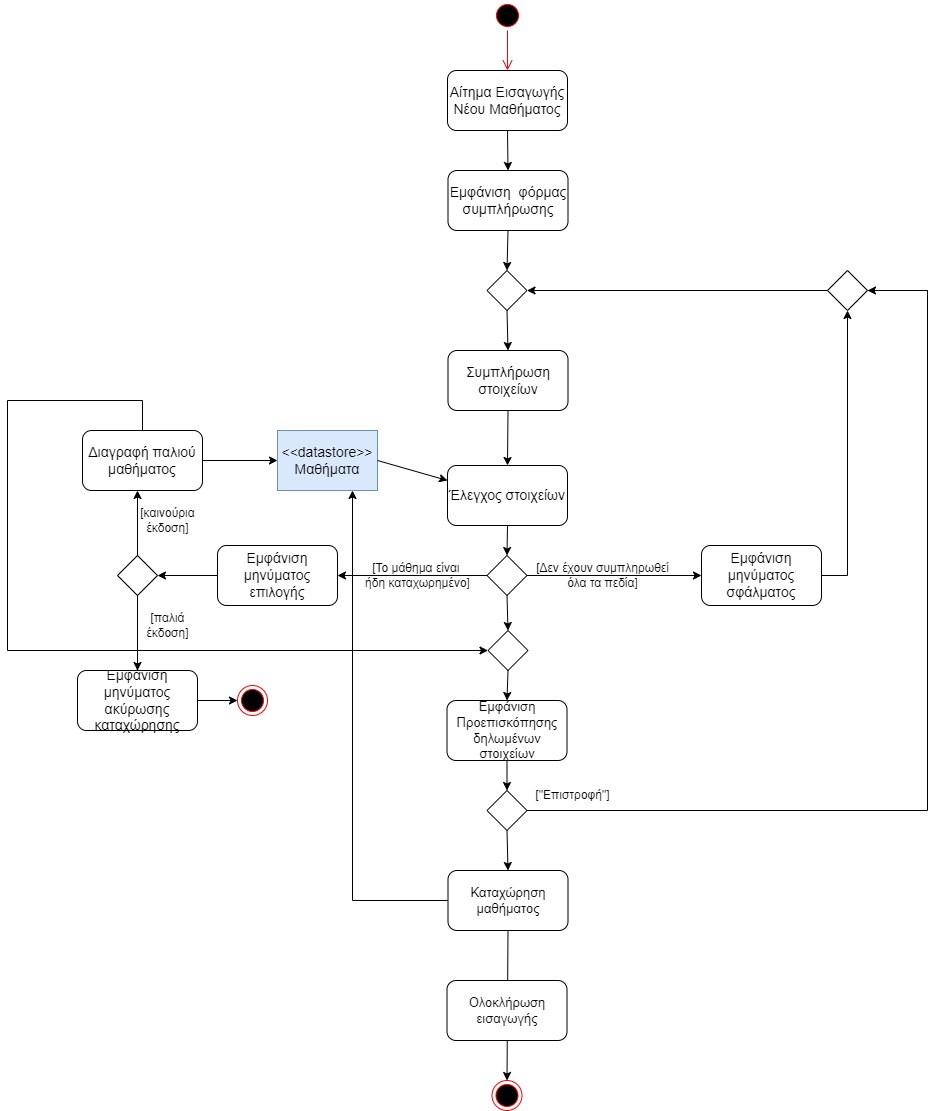 Αίτημα Εισαγωγής
Νέου Μαθήματος
Εμφάνιση φόρμας
συμπλήρωσης
Συμπλήρωση
στοιχείων
Διαγραφή παλιού
μαθήματος
<<datastore>>
Μαθήματα
Έλεγχος στοιχείων
[καινούρια
έκδοση]
Εμφάνιση
μηνύματος
επιλογής
[Το μάθημα είναι
ήδη καταχωρημένο]
[Δεν έχουν συμπληρωθεί
όλα τα πεδία]
Εμφάνιση
μηνύματος
σφάλματος
[παλιά
έκδοση]
Εμφάνιση
μηνύματος
ακύρωσης
καταχώρησης
Εμφάνιση
Προεπισκόπησης
δηλωμένων
στοιχείων
["Επιστροφή"]
Καταχώρηση
μαθήματος
Ολοκλήρωση
εισαγωγής